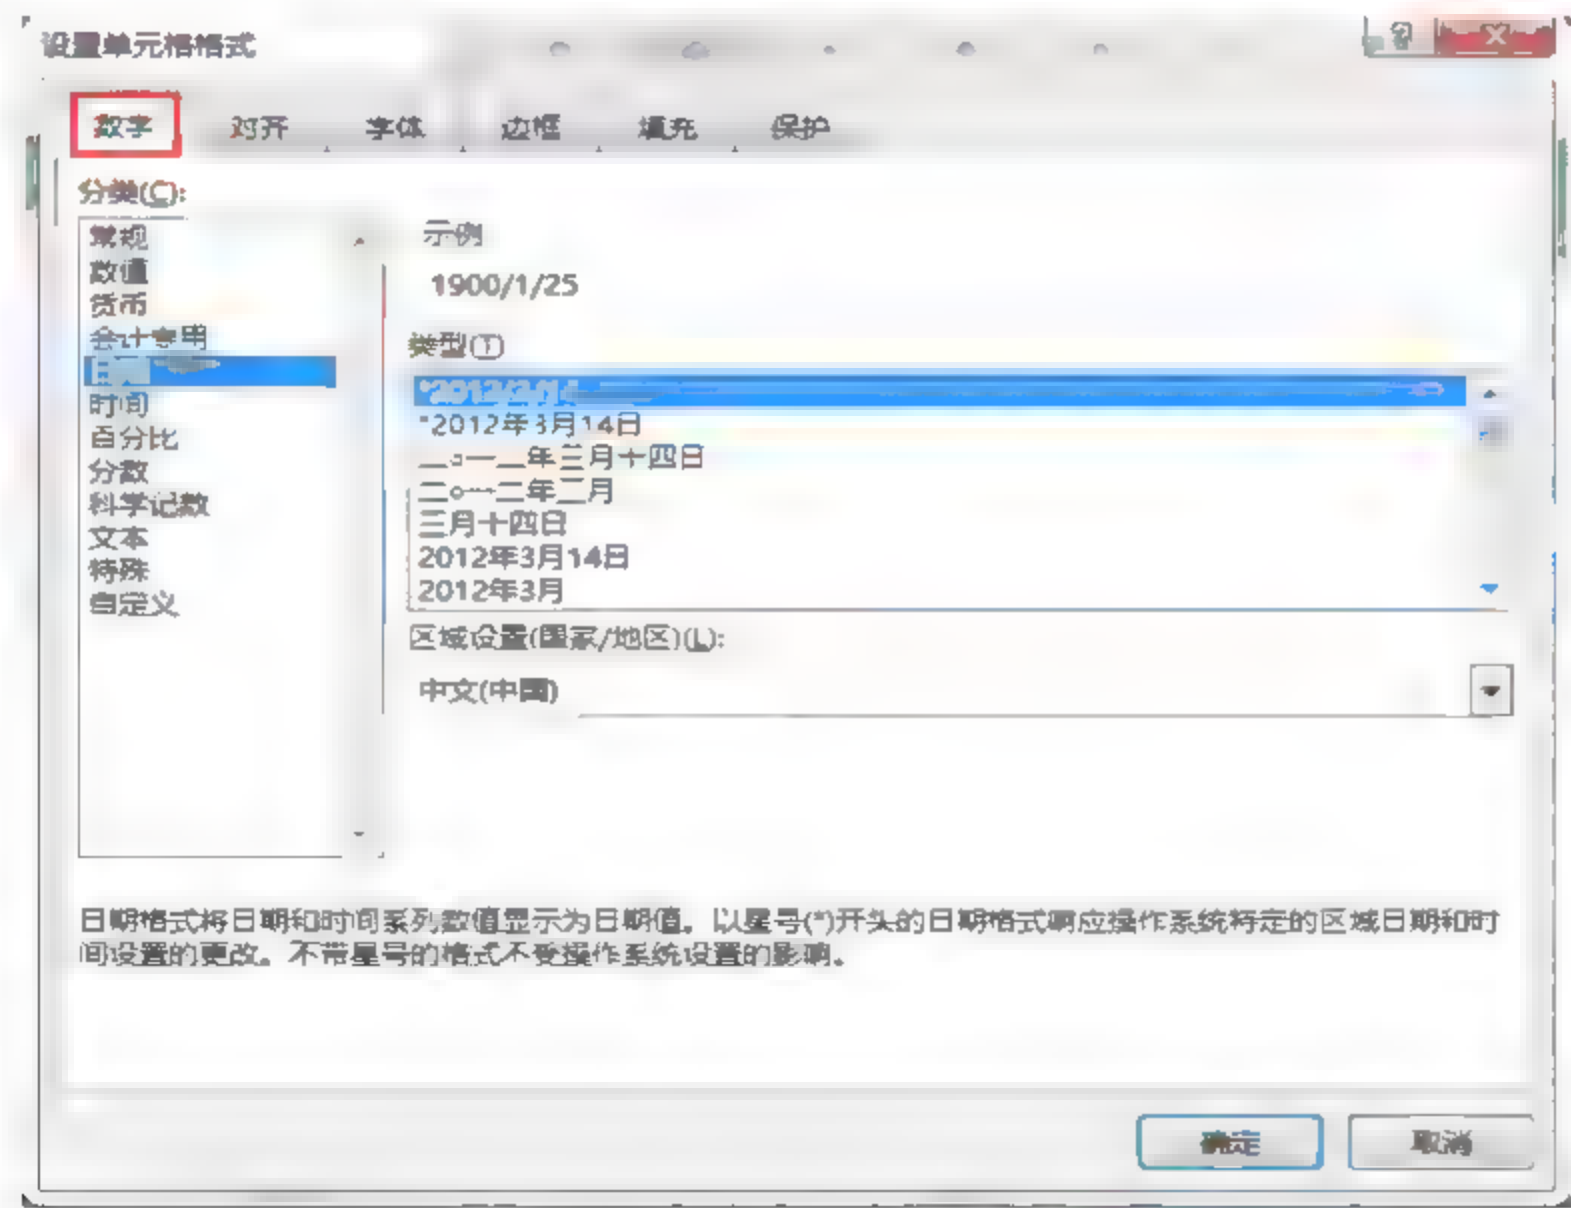 设置单元格格式
数字 对齐 字体 边框 填充 保护
分类(C):
常规
数值
货币
会计专用
时间
百分比
分数
科学记数
文本
特殊
自定义
示例
1900/1/25
类型(T)
*2012年3月14日
二○一二年三月十四日
二○一二年三月
三月十四日
2012年3月14日
2012年3月
区域设置(国家/地区)(L):
中文(中国)
日期格式将日期和时间系列数值显示为日期值。以星号(*)开头的日期格式响应操作系统特定的区域日期和时
间设置的更改。不带星号的格式不受操作系统设置的影响。
确定 取消